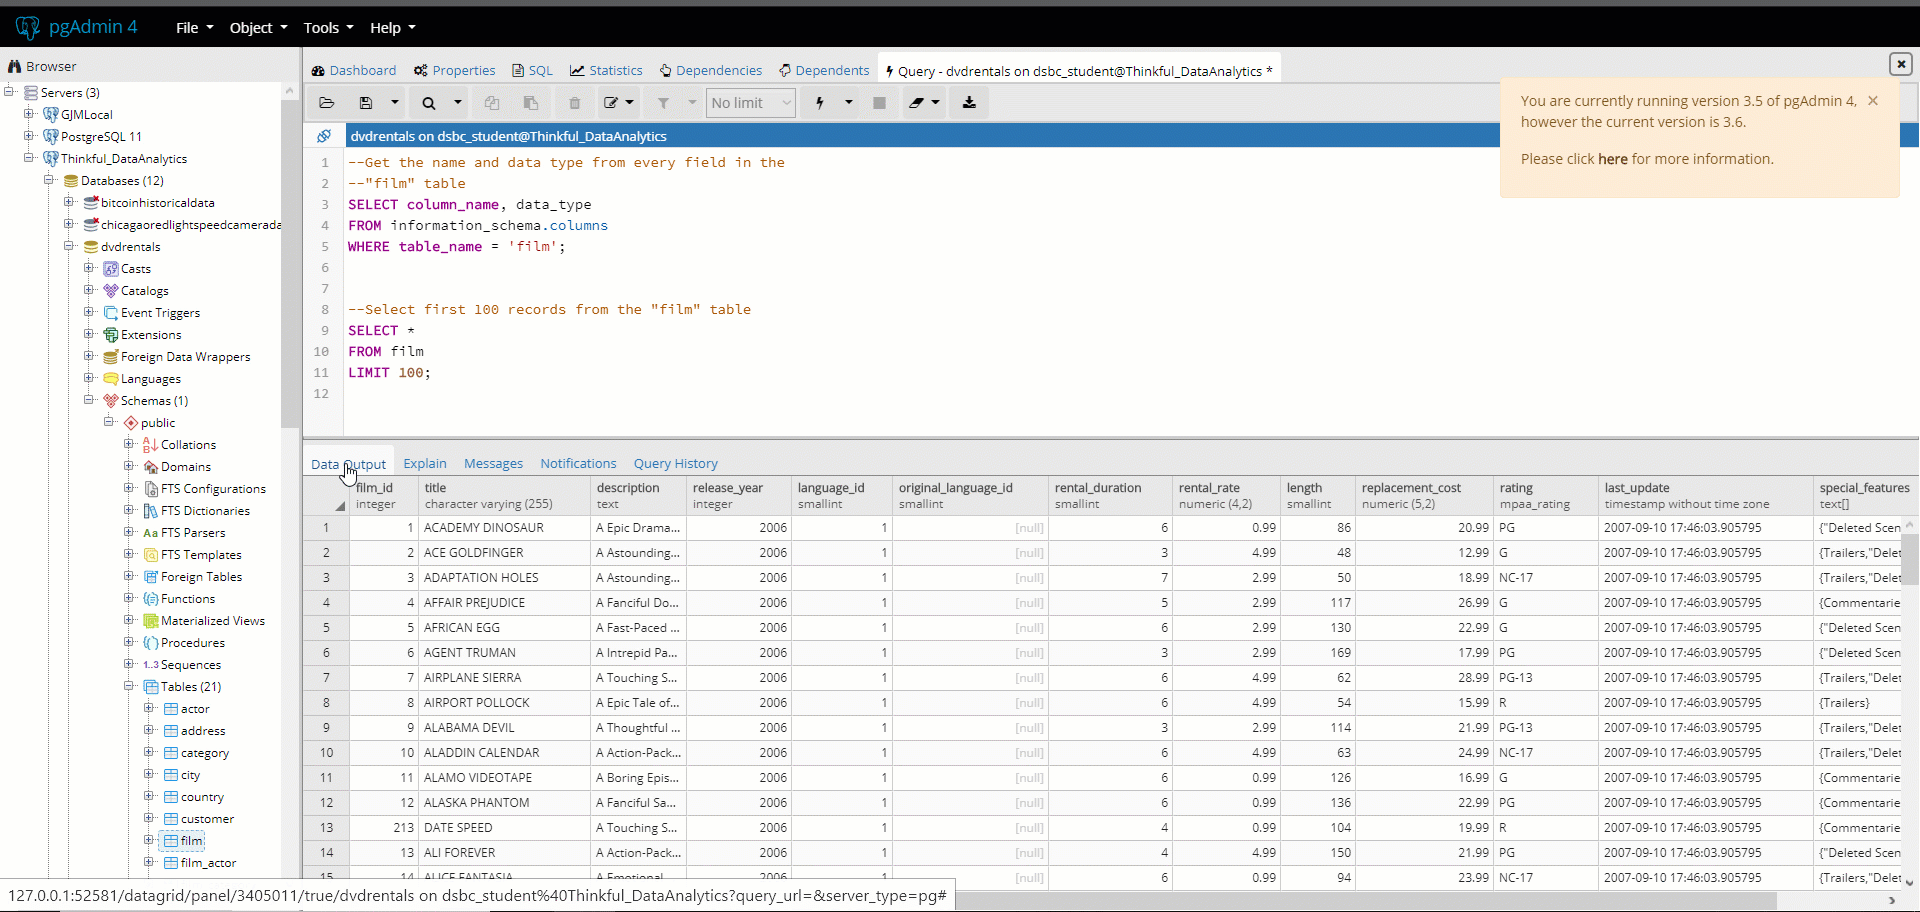 pgAdmin 4
File Object Tools Help
Browser
Servers (3)
GJMLocal
PostgreSQL 11
Thinkful_DataAnalytics
Databases (12)
bitcoinhistoricaldata
chicagaoredlightspeedcamerada
dvdrentals
Casts
Catalogs
Event Triggers
Extensions
Foreign Data Wrappers
Languages
Schemas (1)
public
Collations
Domains
FTS Configurations
FTS Dictionaries
Aa FTS Parsers
FTS Templates
Foreign Tables
Functions
Materialized Views
Procedures
1..3 Sequences
Tables (21)
actor
address
category
city
country
customer
film
film_actor
Dashboard Properties SQL Statistics Dependencies Dependents Query - dvdrentals on dsbc_student@Thinkful_DataAnalytics *
No limit
You are currently running version 3.5 of pgAdmin 4,
however the current version is 3.6.
Please click here for more information.
dvdrentals on dsbc_student@Thinkful_DataAnalytics
1 --Get the name and data type from every field in the
2 --"film" table
3 SELECT column_name, data_type
4 FROM information_schema.columns
5 WHERE table_name = 'film';
6
7
8 --Select first 100 records from the "film" table
9 SELECT *
10 FROM film
11 LIMIT 100;
12
Data Output Explain Messages Notifications Query History
film_id title description release_year language_id original_language_id rental_duration rental_rate length replacement_cost rating last_update special_features
integer character varying (255) text integer smallint smallint smallint numeric (4,2) smallint numeric (5,2) mpaa_rating timestamp without time zone text[]
1 1 ACADEMY DINOSAUR A Epic Drama... 2006 1 [null] 6 0.99 86 20.99 PG 2007-09-10 17:46:03.905795 {"Deleted Scen
2 2 ACE GOLDFINGER A Astounding... 2006 1 [null] 3 4.99 48 12.99 G 2007-09-10 17:46:03.905795 {Trailers,"Delet
3 3 ADAPTATION HOLES A Astounding... 2006 1 [null] 7 2.99 50 18.99 NC-17 2007-09-10 17:46:03.905795 {Trailers,"Delet
4 4 AFFAIR PREJUDICE A Fanciful Do... 2006 1 [null] 5 2.99 117 26.99 G 2007-09-10 17:46:03.905795 {Commentarie
5 5 AFRICAN EGG A Fast-Paced ... 2006 1 [null] 6 2.99 130 22.99 G 2007-09-10 17:46:03.905795 {"Deleted Scen
6 6 AGENT TRUMAN A Intrepid Pa... 2006 1 [null] 3 2.99 169 17.99 PG 2007-09-10 17:46:03.905795 {"Deleted Scen
7 7 AIRPLANE SIERRA A Touching S... 2006 1 [null] 6 4.99 62 28.99 PG-13 2007-09-10 17:46:03.905795 {Trailers,"Delet
8 8 AIRPORT POLLOCK A Epic Tale of... 2006 1 [null] 6 4.99 54 15.99 R 2007-09-10 17:46:03.905795 {Trailers}
9 9 ALABAMA DEVIL A Thoughtful ... 2006 1 [null] 3 2.99 114 21.99 PG-13 2007-09-10 17:46:03.905795 {Trailers,"Delet
10 10 ALADDIN CALENDAR A Action-Pack... 2006 1 [null] 6 4.99 63 24.99 NC-17 2007-09-10 17:46:03.905795 {Trailers,"Delet
11 11 ALAMO VIDEOTAPE A Boring Epis... 2006 1 [null] 6 0.99 126 16.99 G 2007-09-10 17:46:03.905795 {Commentarie
12 12 ALASKA PHANTOM A Fanciful Sa... 2006 1 [null] 6 0.99 136 22.99 PG 2007-09-10 17:46:03.905795 {Commentarie
13 213 DATE SPEED A Touching S... 2006 1 [null] 4 0.99 104 19.99 R 2007-09-10 17:46:03.905795 {Commentarie
14 13 ALI FOREVER A Action-Pack... 2006 1 [null] 4 4.99 150 21.99 PG 2007-09-10 17:46:03.905795 {"Deleted Scen
15 14 ALICE FANTASIA A Emotional 2006 1 [null] 6 0.99 94 23.99 NC-17 2007-09-10 17:46:03.905795 {Trailers,"Delet
127.0.0.1:52581/datagrid/panel/3405011/true/dvdrentals on dsbc_student%40Thinkful_DataAnalytics?query_url=&server_type=pg#